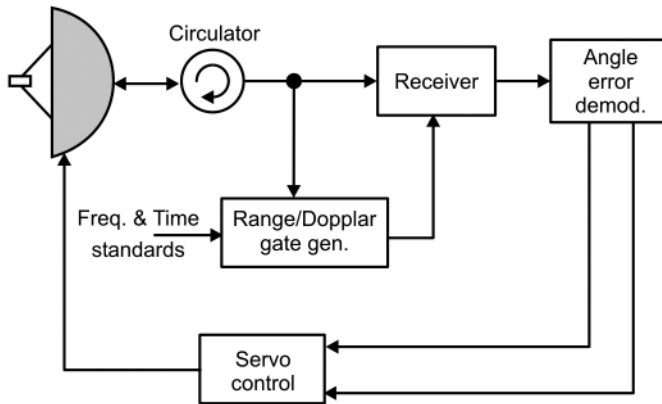 Circulator
Receiver
Angle
error
demod.
Freq. & Time
standards
Range/Dopplar
gate gen.
Servo
control